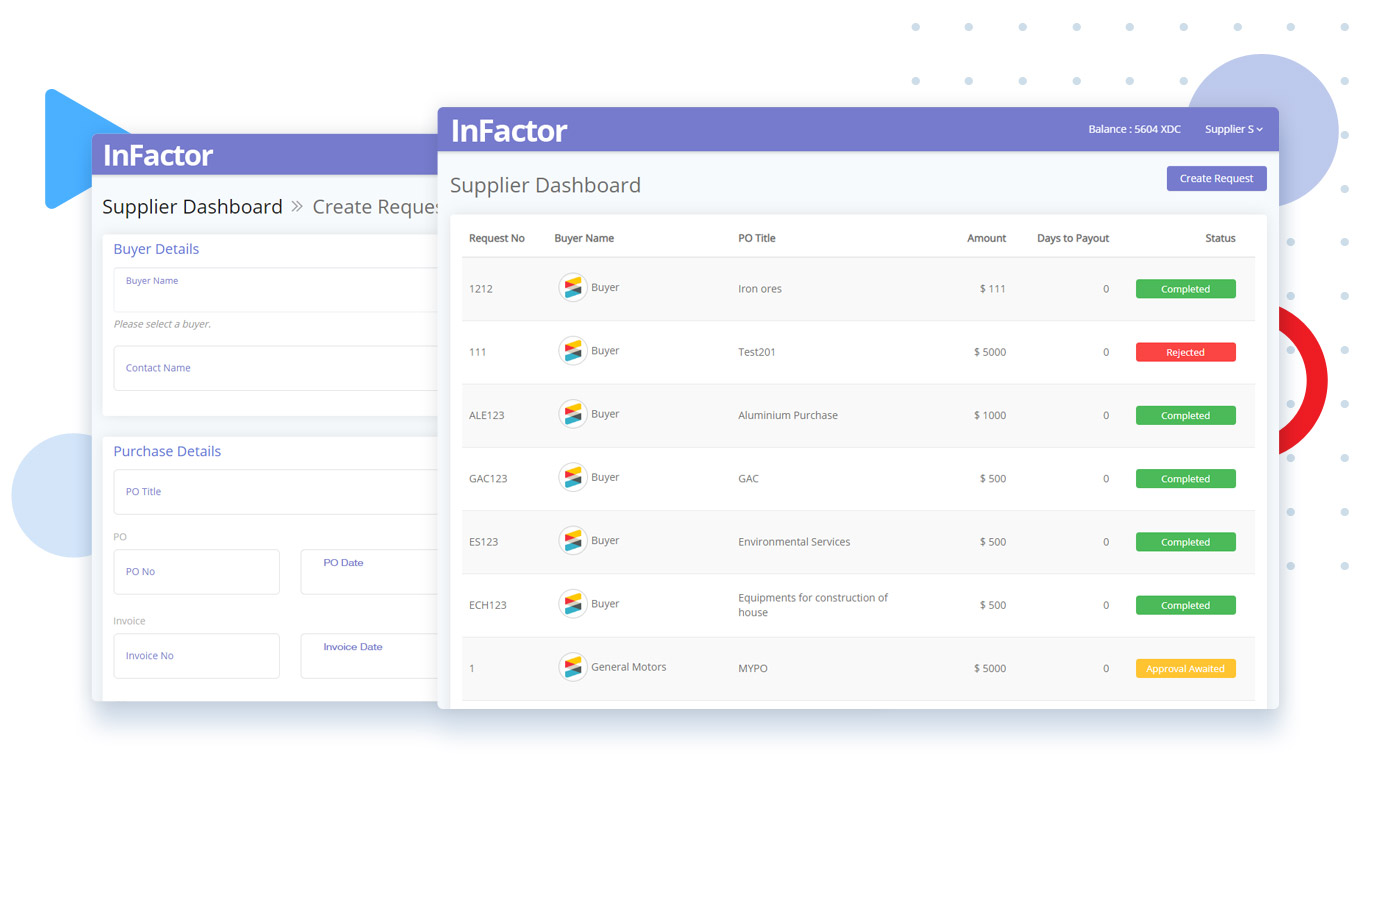 InFactor
Supplier Dashboard » Create Reques
Buyer Details
Buyer Name
Please select a buyer.
Contact Name
Purchase Details
PO Title
PO
PO No
PO Date
Invoice
Invoice No
Invoice Date
InFactor
Balance : 5604 XDC
Supplier S
Supplier Dashboard
Create Request
Request No Buyer Name PO Title Amount Days to Payout Status
1212 Buyer Iron ores $ 111 0 Completed
111 Buyer Test201 $ 5000 0 Rejected
ALE123 Buyer Aluminium Purchase $ 1000 0 Completed
GAC123 Buyer GAC $ 500 0 Completed
ES123 Buyer Environmental Services $ 500 0 Completed
ECH123 Buyer Equipments for construction of
house $ 500 0 Completed
1 General Motors MYPO $ 5000 0 Approval Awaited